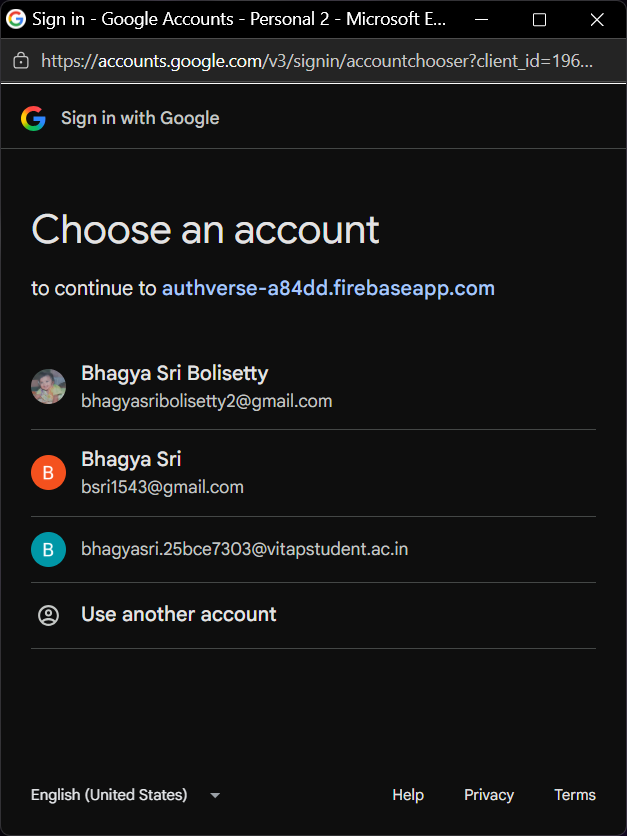 Sign in - Google Accounts - Personal 2 - Microsoft E...
https://accounts.google.com/v3/signin/accountchooser?client_id=196...
Sign in with Google
Choose an account
to continue to authverse-a84dd.firebaseapp.com
Bhagya Sri Bolisetty
bhagyasribolisetty2@gmail.com
B
Bhagya Sri
bsri1543@gmail.com
B
bhagyasri.25bce7303@vitapstudent.ac.in
Use another account
English (United States)
Help
Privacy
Terms